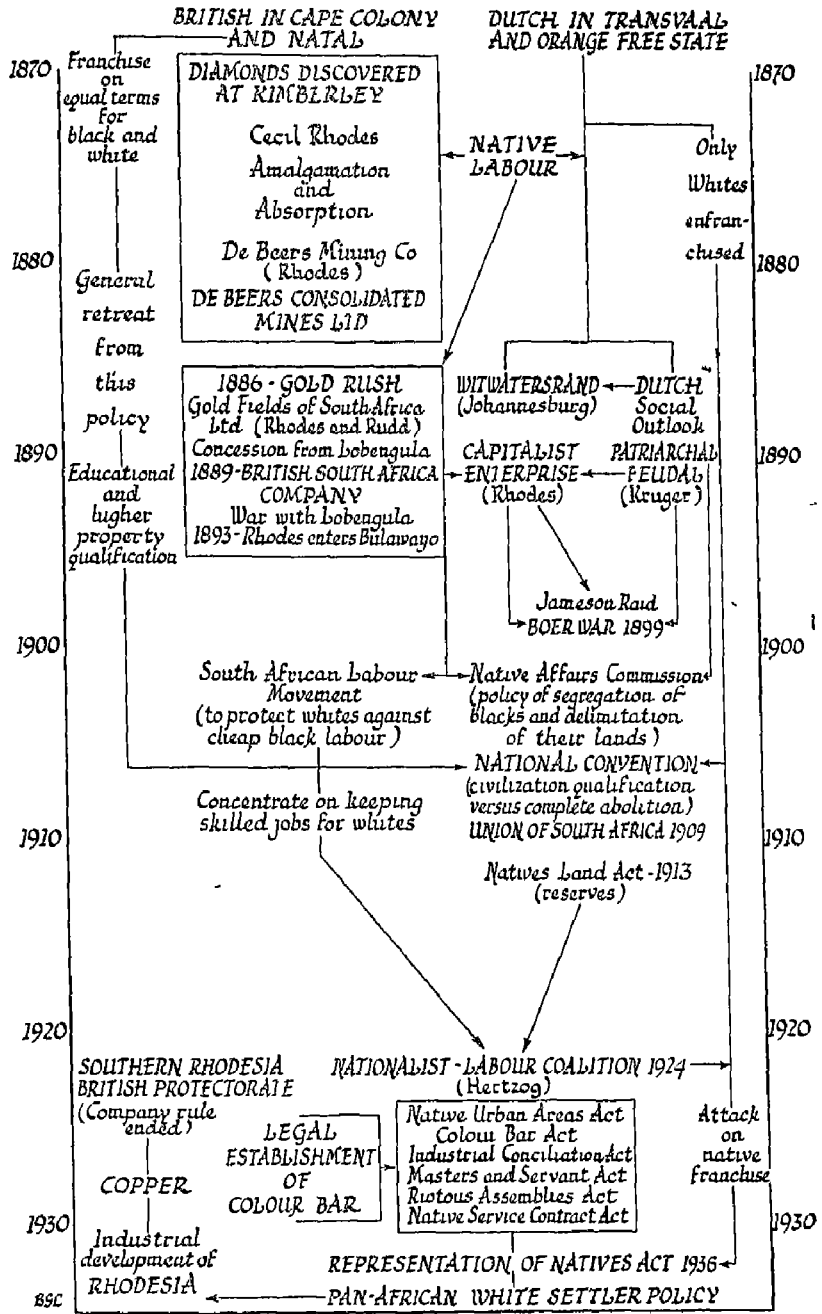 BRITISH IN CAPE COLONY
AND NATAL
DUTCH IN TRANSVAAL
AND ORANGE FREE STATE
1870
1870
Franchise
on
equal terms
for
black and
white
DIAMONDS DISCOVERED
AT KIMBERLEY
Cecil Rhodes
Amalgamation
and
Absorption
De Beers Mining Co
(Rhodes)
DE BEERS CONSOLIDATED
MINES LTD
NATIVE
LABOUR
Only
Whites
enfran-
chised
1880
1880
General
retreat
from
this
policy
1886-GOLD RUSH
Gold Fields of South Africa
Ltd (Rhodes and Rudd)
Concession from Lobengula
1889-BRITISH SOUTH AFRICA
COMPANY
War with Lobengula
1893-Rhodes enters Bulawayo
WITWATERSRAND
(Johannesburg)
DUTCH
Social
Outlook
1890
1890
Educational
and
higher
property
qualification
CAPITALIST
ENTERPRISE
(Rhodes)
PATRIARCHAL
FEUDAL
(Kruger)
Jameson Raid
BOER WAR 1899
1900
1900
South African Labour
Movement
(to protect whites against
cheap black labour)
Native Affairs Commission
(policy of segregation of
blacks and delimitation
of their lands)
NATIONAL CONVENTION
(civilization qualification
versus complete abolition)
UNION OF SOUTH AFRICA 1909
Concentrate on keeping
skilled jobs for whites
1910
1910
Natives Land Act-1913
(reserves)
1920
1920
SOUTHERN RHODESIA
BRITISH PROTECTORATE
(Company rule
ended)
COPPER
Industrial
development of
RHODESIA
NATIONALIST-LABOUR COALITION 1924
(Hertzog)
LEGAL
ESTABLISHMENT
OF
COLOUR BAR
Native Urban Areas Act
Colour Bar Act
Industrial Conciliation Act
Masters and Servant Act
Riotous Assemblies Act
Native Service Contract Act
Attack
on
native
franchise
1930
1930
REPRESENTATION OF NATIVES ACT 1936
PAN-AFRICAN WHITE SETTLER POLICY
BGC